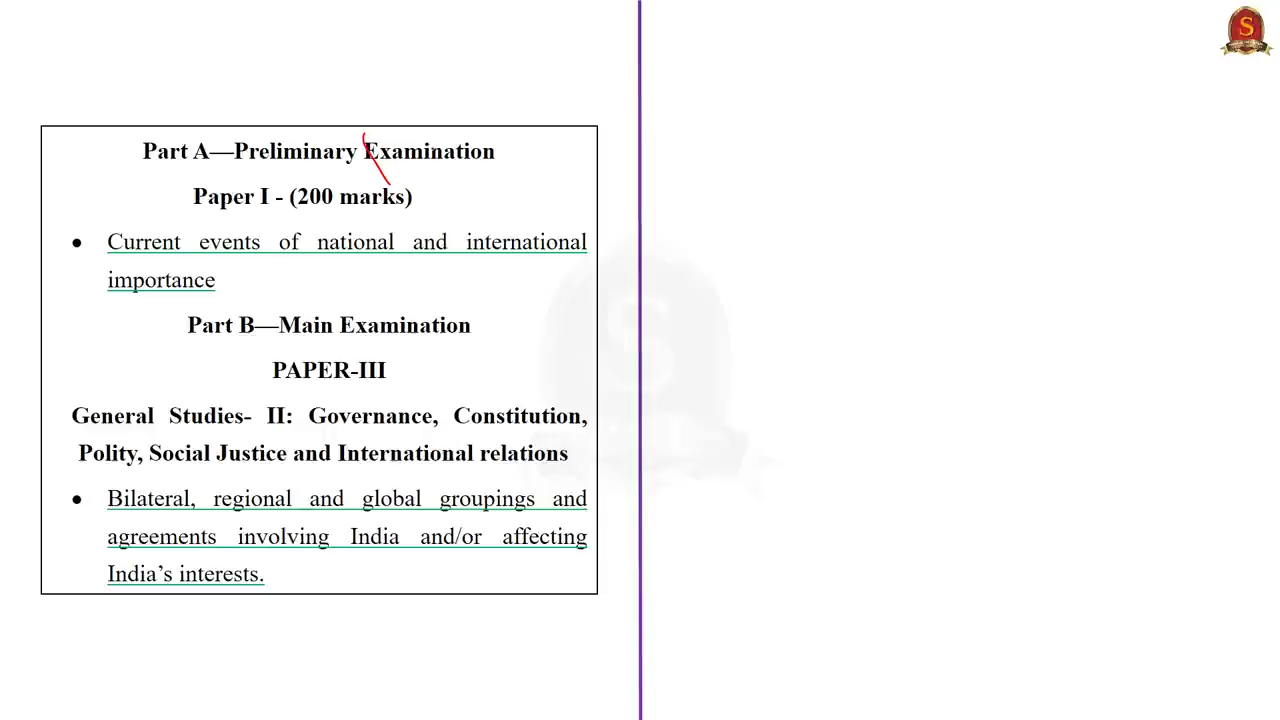 Part A—Preliminary Examination
Paper I - (200 marks)
● Current events of national and international
importance
Part B—Main Examination
PAPER-III
General Studies- II: Governance, Constitution,
Polity, Social Justice and International relations
● Bilateral, regional and global groupings and
agreements involving India and/or affecting
India’s interests.
S